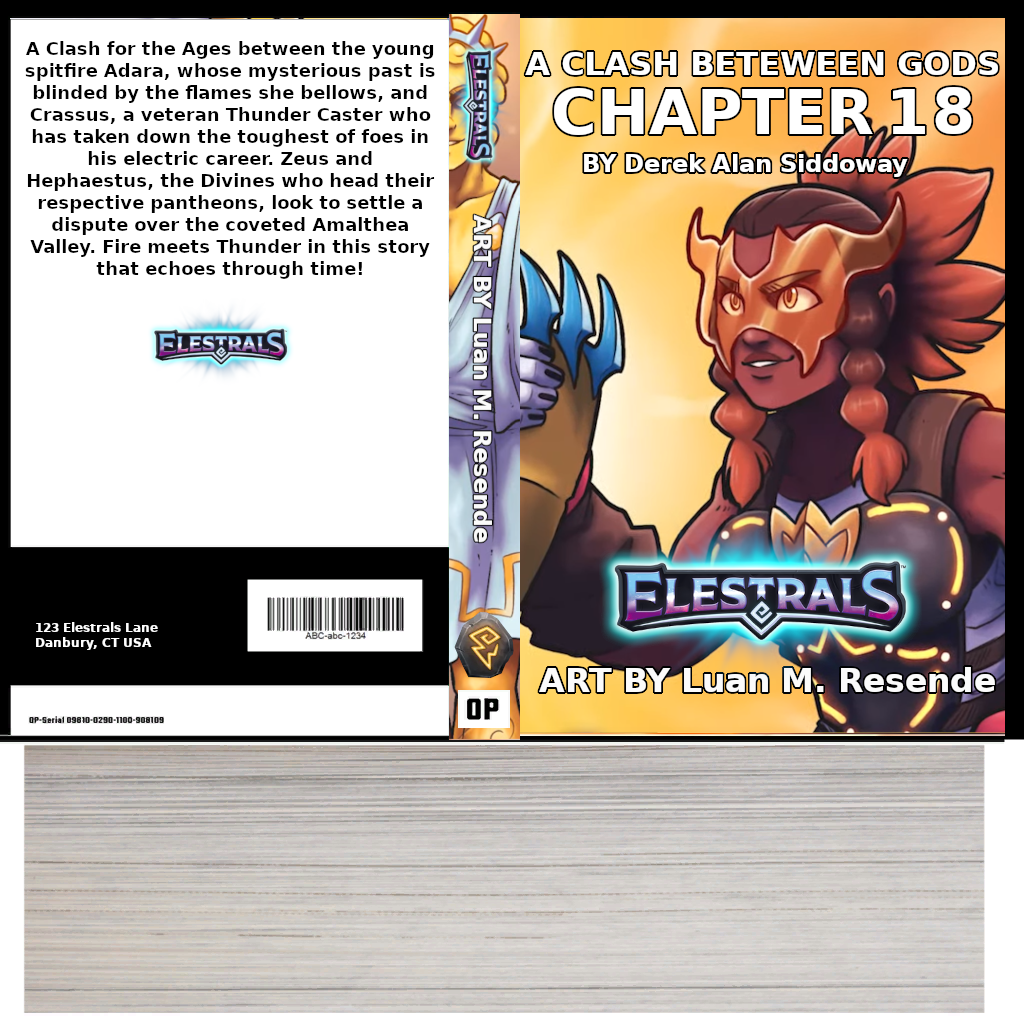 A Clash for the Ages between the young
spitfire Adara, whose mysterious past is
blinded by the flames she bellows, and
Crassus, a veteran Thunder Caster who
has taken down the toughest of foes in
his electric career. Zeus and
Hephaestus, the Divines who head their
respective pantheons, look to settle a
dispute over the coveted Amalthea
Valley. Fire meets Thunder in this story
that echoes through time!
ELESTRALS
123 Elestrals Lane
Danbury, CT USA
ABC-abc-1234
OP-Serial 09810-0290-1100-908109
ELESTRALS
ART BY Luan M. Resende
OP
A CLASH BETEWEEN GODS
CHAPTER 18
BY Derek Alan Siddoway
ELESTRALS™
ART BY Luan M. Resende